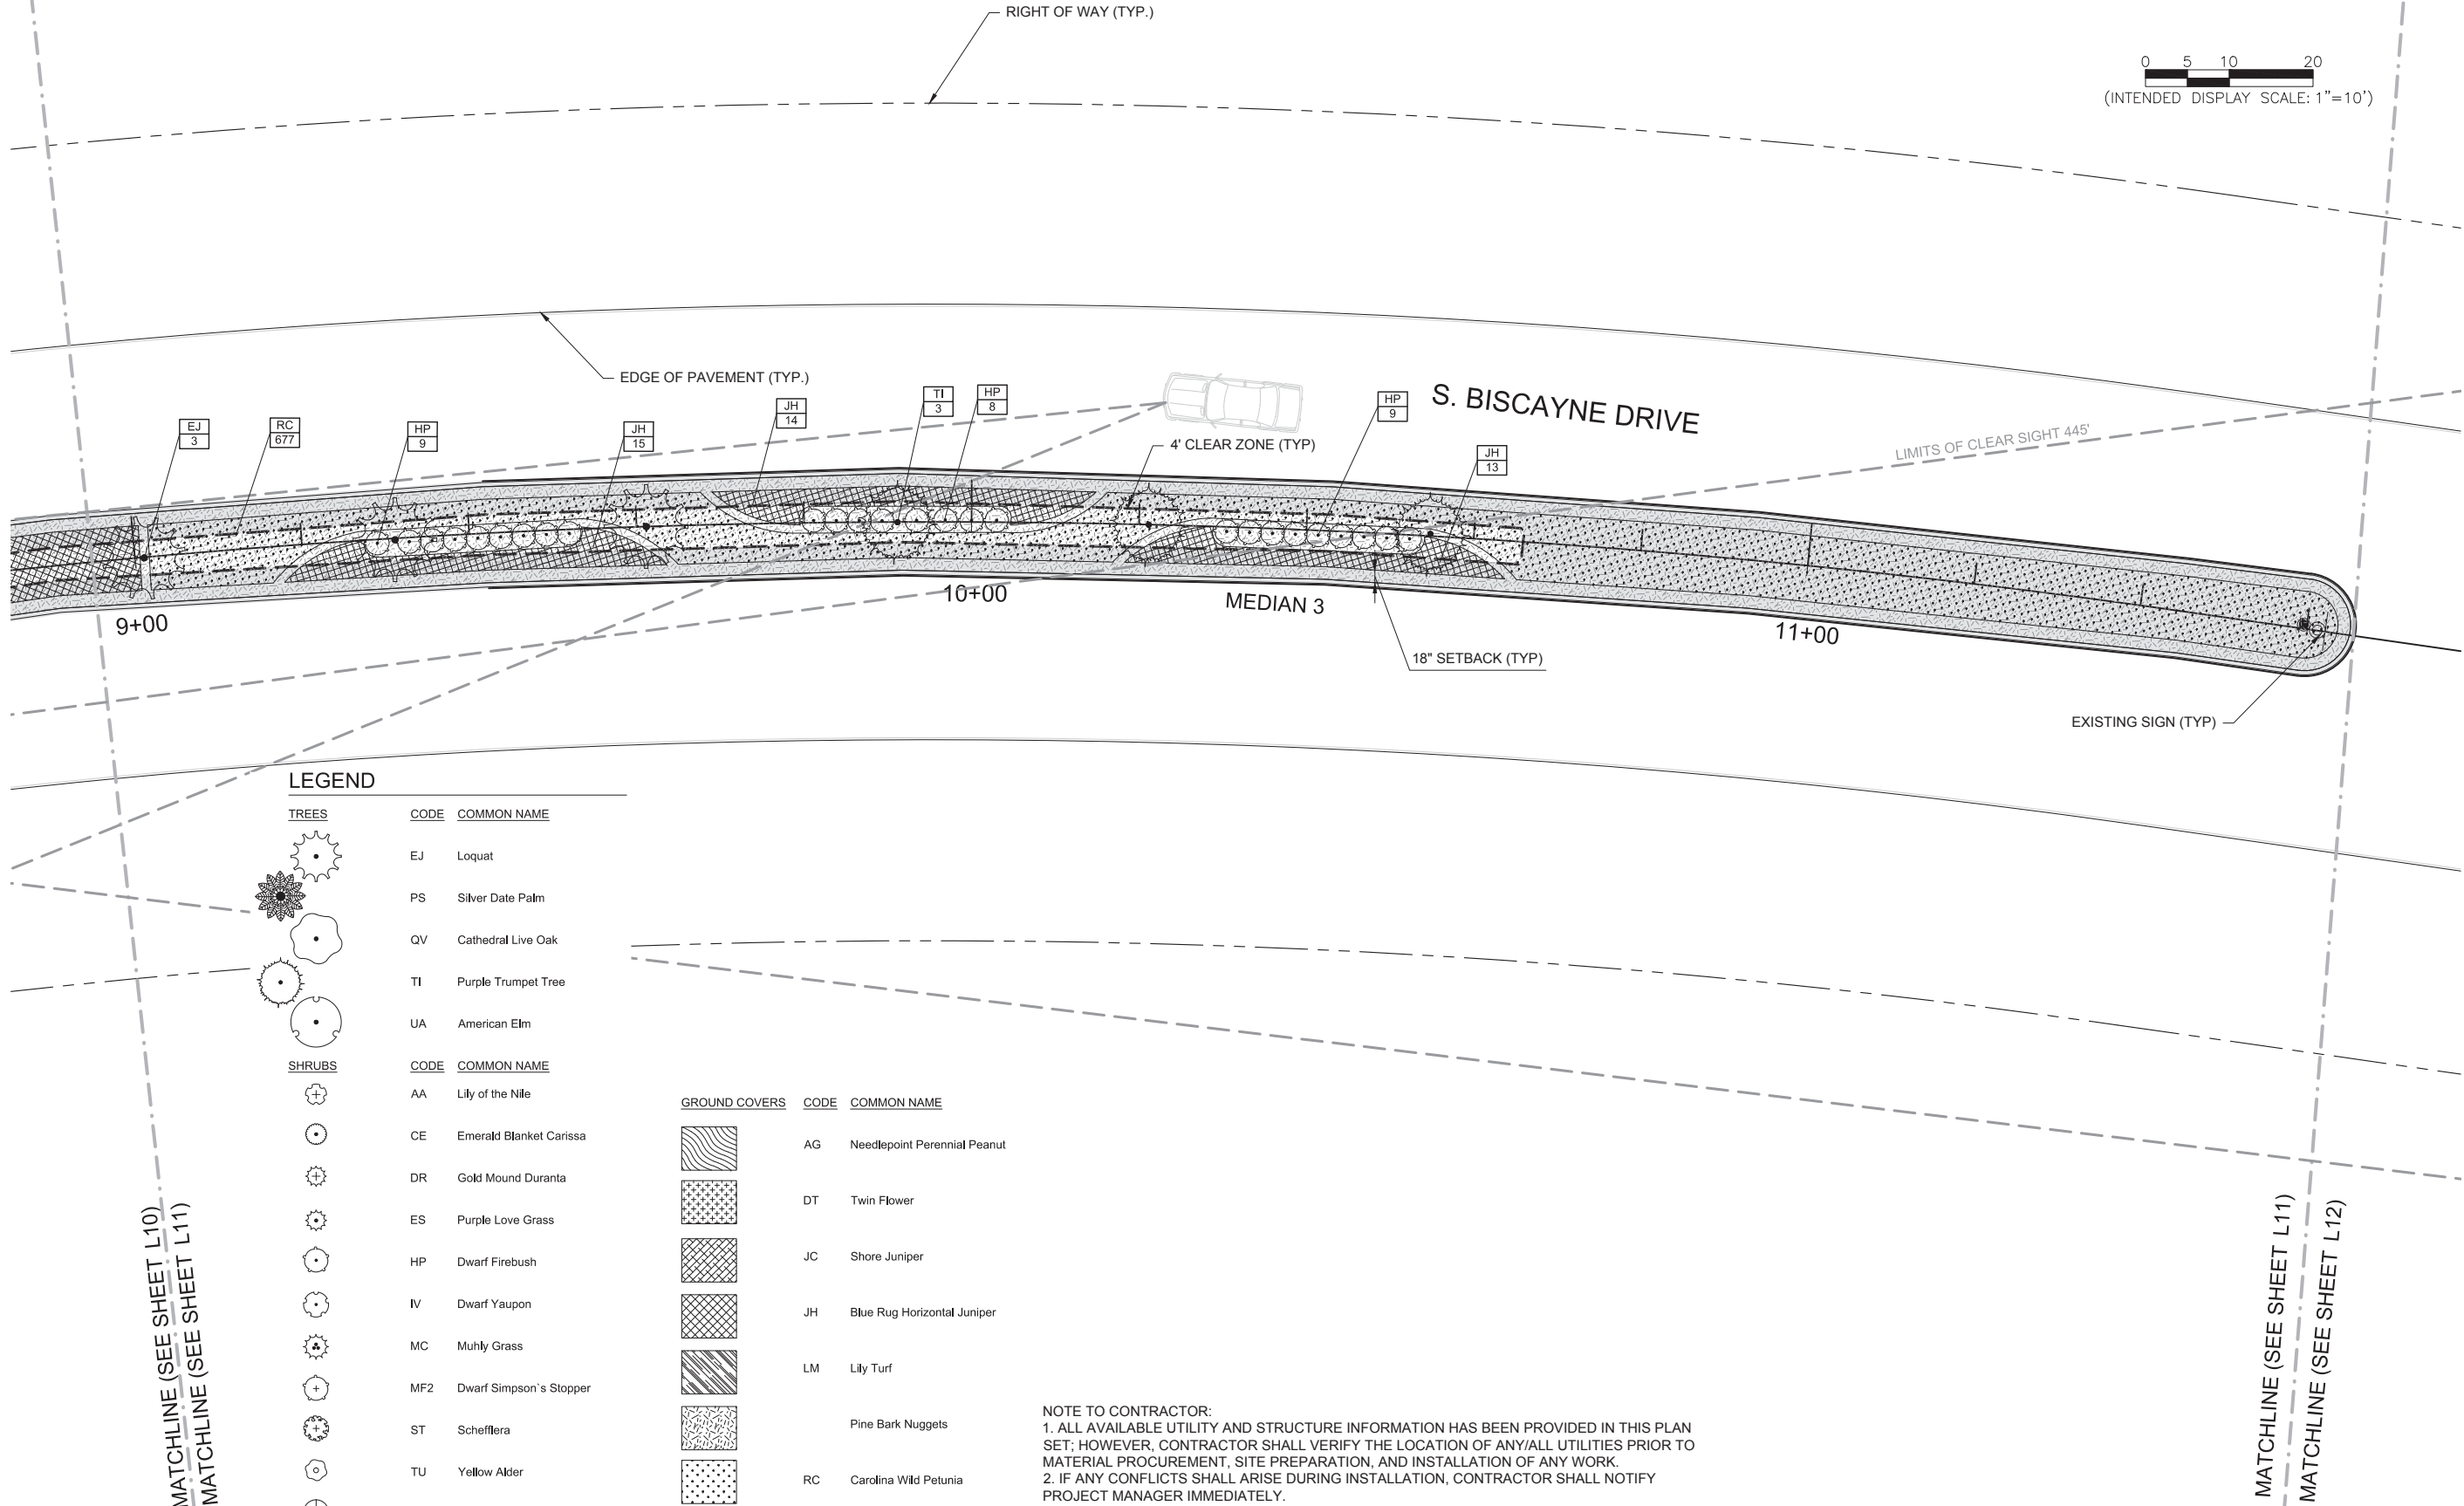 RIGHT OF WAY (TYP.)
0 5 10 20
(INTENDED DISPLAY SCALE: 1"=10')
EDGE OF PAVEMENT (TYP.)
S. BISCAYNE DRIVE
EJ
3
RC
677
HP
9
JH
15
JH
14
TI
3
HP
8
HP
9
JH
13
4' CLEAR ZONE (TYP)
LIMITS OF CLEAR SIGHT 445'
9+00
10+00
MEDIAN 3
11+00
18" SETBACK (TYP)
EXISTING SIGN (TYP)
LEGEND
TREES CODE COMMON NAME
EJ Loquat
PS Silver Date Palm
QV Cathedral Live Oak
TI Purple Trumpet Tree
UA American Elm
SHRUBS CODE COMMON NAME
AA Lily of the Nile
CE Emerald Blanket Carissa
DR Gold Mound Duranta
ES Purple Love Grass
HP Dwarf Firebush
IV Dwarf Yaupon
MC Muhly Grass
MF2 Dwarf Simpson`s Stopper
ST Schefflera
TU Yellow Alder
GROUND COVERS CODE COMMON NAME
AG Needlepoint Perennial Peanut
DT Twin Flower
JC Shore Juniper
JH Blue Rug Horizontal Juniper
LM Lily Turf
Pine Bark Nuggets
RC Carolina Wild Petunia
NOTE TO CONTRACTOR:
1. ALL AVAILABLE UTILITY AND STRUCTURE INFORMATION HAS BEEN PROVIDED IN THIS PLAN
SET; HOWEVER, CONTRACTOR SHALL VERIFY THE LOCATION OF ANY/ALL UTILITIES PRIOR TO
MATERIAL PROCUREMENT, SITE PREPARATION, AND INSTALLATION OF ANY WORK.
2. IF ANY CONFLICTS SHALL ARISE DURING INSTALLATION, CONTRACTOR SHALL NOTIFY
PROJECT MANAGER IMMEDIATELY.
MATCHLINE (SEE SHEET L10)
MATCHLINE (SEE SHEET L11)
MATCHLINE (SEE SHEET L11)
MATCHLINE (SEE SHEET L12)